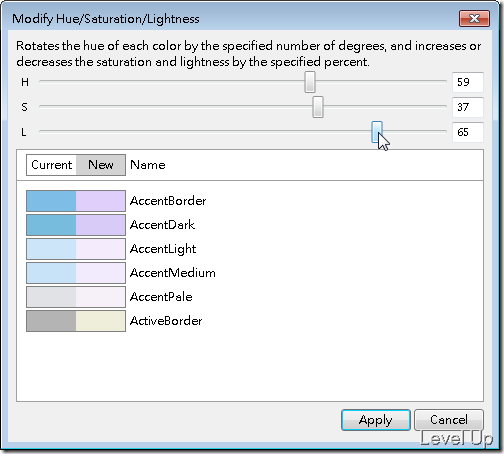 Modify Hue/Saturation/Lightness
Rotates the hue of each color by the specified number of degrees, and increases or
decreases the saturation and lightness by the specified percent.
H 59
S 37
L 65
Current New Name
AccentBorder
AccentDark
AccentLight
AccentMedium
AccentPale
ActiveBorder
Apply Cancel
Level Up